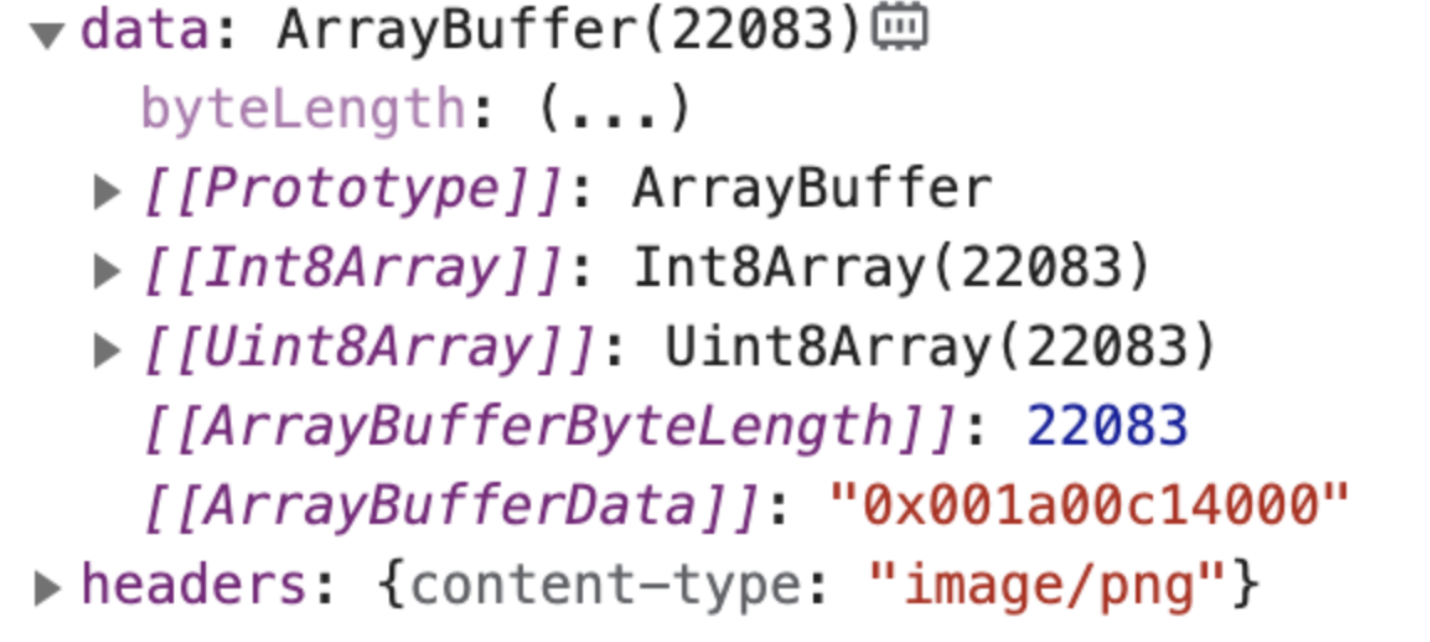 data: ArrayBuffer(22083)
byteLength: (...)
[[Prototype]]: ArrayBuffer
[[Int8Array]]: Int8Array(22083)
[[Uint8Array]]: Uint8Array(22083)
[[ArrayBufferByteLength]]: 22083
[[ArrayBufferData]]: "0x001a00c14000"
headers: {content-type: "image/png"}